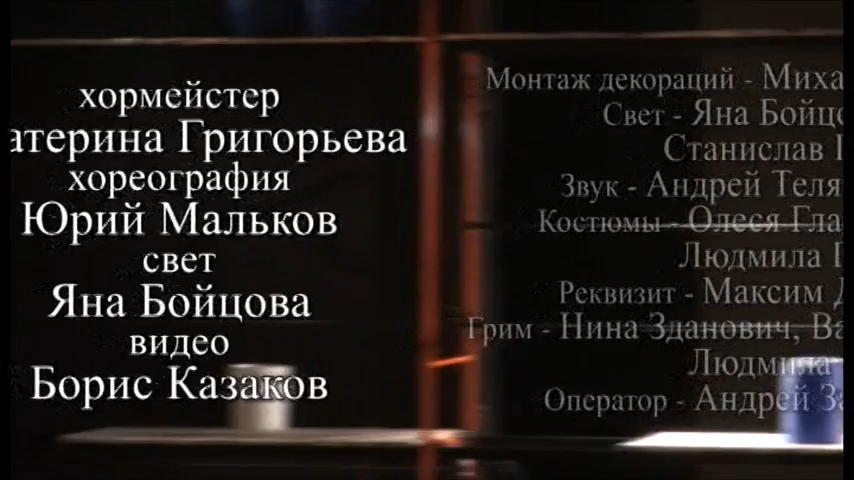 хормейстер
атерина Григорьева
хореография
Юрий Мальков
свет
Яна Бойцова
видео
Борис Казаков
Монтаж декораций - Миха
Свет - Яна Бойцо
Станислав
Звук - Андрей Теля
Костюмы - Олеся Гла
Людмила
Реквизит - Максим
Грим - Нина Зданович, Ва
Людмила
Оператор - Андрей За